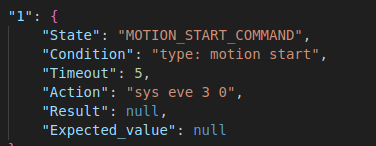 "1": {
"State": "MOTION_START_COMMAND",
"Condition": "type: motion start",
"Timeout": 5,
"Action": "sys eve 3 0",
"Result": null,
"Expected_value": null
}